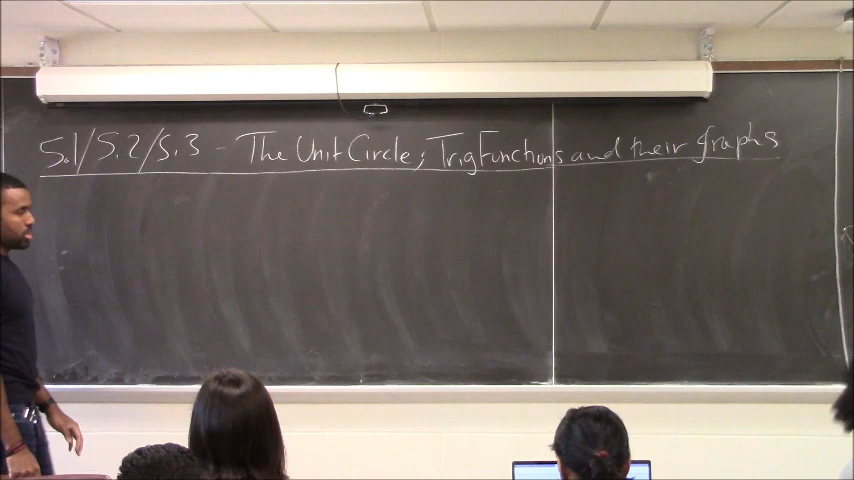 5.1/5.2/5.3 - The Unit Circle; Trig Functions and their graphs